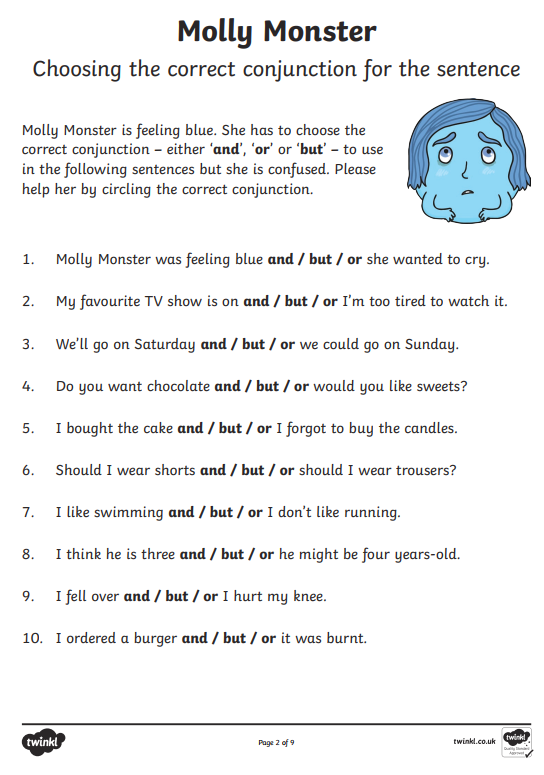 Molly Monster
Choosing the correct conjunction for the sentence
Molly Monster is feeling blue. She has to choose the
correct conjunction – either ‘and’, ‘or’ or ‘but’ – to use
in the following sentences but she is confused. Please
help her by circling the correct conjunction.
1. Molly Monster was feeling blue and / but / or she wanted to cry.
2. My favourite TV show is on and / but / or I’m too tired to watch it.
3. We’ll go on Saturday and / but / or we could go on Sunday.
4. Do you want chocolate and / but / or would you like sweets?
5. I bought the cake and / but / or I forgot to buy the candles.
6. Should I wear shorts and / but / or should I wear trousers?
7. I like swimming and / but / or I don’t like running.
8. I think he is three and / but / or he might be four years-old.
9. I fell over and / but / or I hurt my knee.
10. I ordered a burger and / but / or it was burnt.
twinkl
Page 2 of 9
twinkl.co.uk
twinkl
Quality Standard
Approved